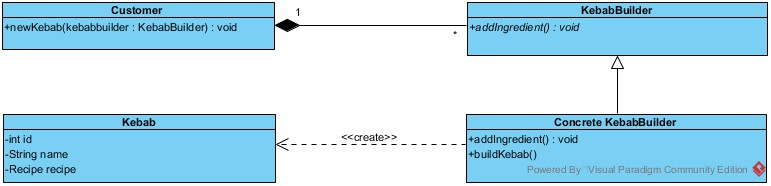 Customer
+newKebab(kebabbuilder : KebabBuilder) : void
1
*
KebabBuilder
+addIngredient() : void
Kebab
-int id
-String name
-Recipe recipe
<<create>>
Concrete KebabBuilder
+addIngredient() : void
+buildKebab()
Powered By Visual Paradigm Community Edition